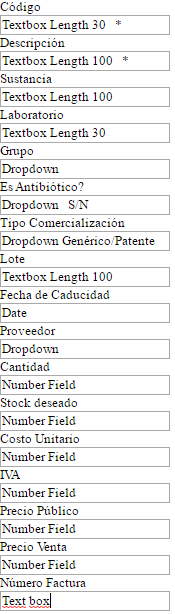 Código
Textbox Length 30 *
Descripción
Textbox Length 100 *
Sustancia
Textbox Length 100
Laboratorio
Textbox Length 30
Grupo
Dropdown
Es Antibiótico?
Dropdown S/N
Tipo Comercialización
Dropdown Genérico/Patente
Lote
Textbox Length 100
Fecha de Caducidad
Date
Proveedor
Dropdown
Cantidad
Number Field
Stock deseado
Number Field
Costo Unitario
Number Field
IVA
Number Field
Precio Público
Number Field
Precio Venta
Number Field
Número Factura
Text box